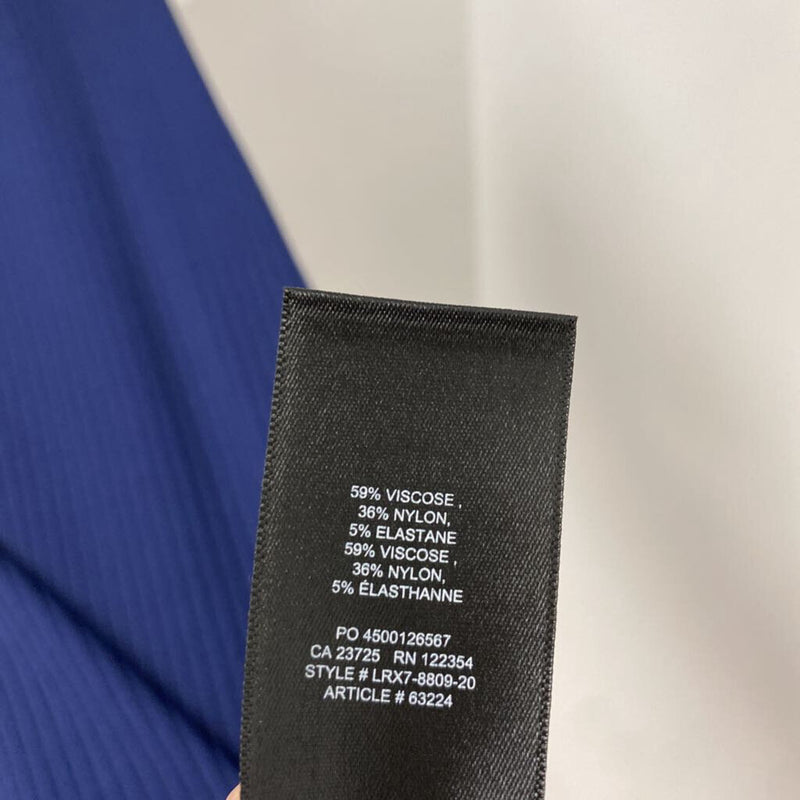 59% VISCOSE ,
36% NYLON,
5% ELASTANE
59% VISCOSE ,
36% NYLON,
5% ÉLASTHANNE
PO 4500126567
CA 23725 RN 122354
STYLE # LRX7-8809-20
ARTICLE # 63224